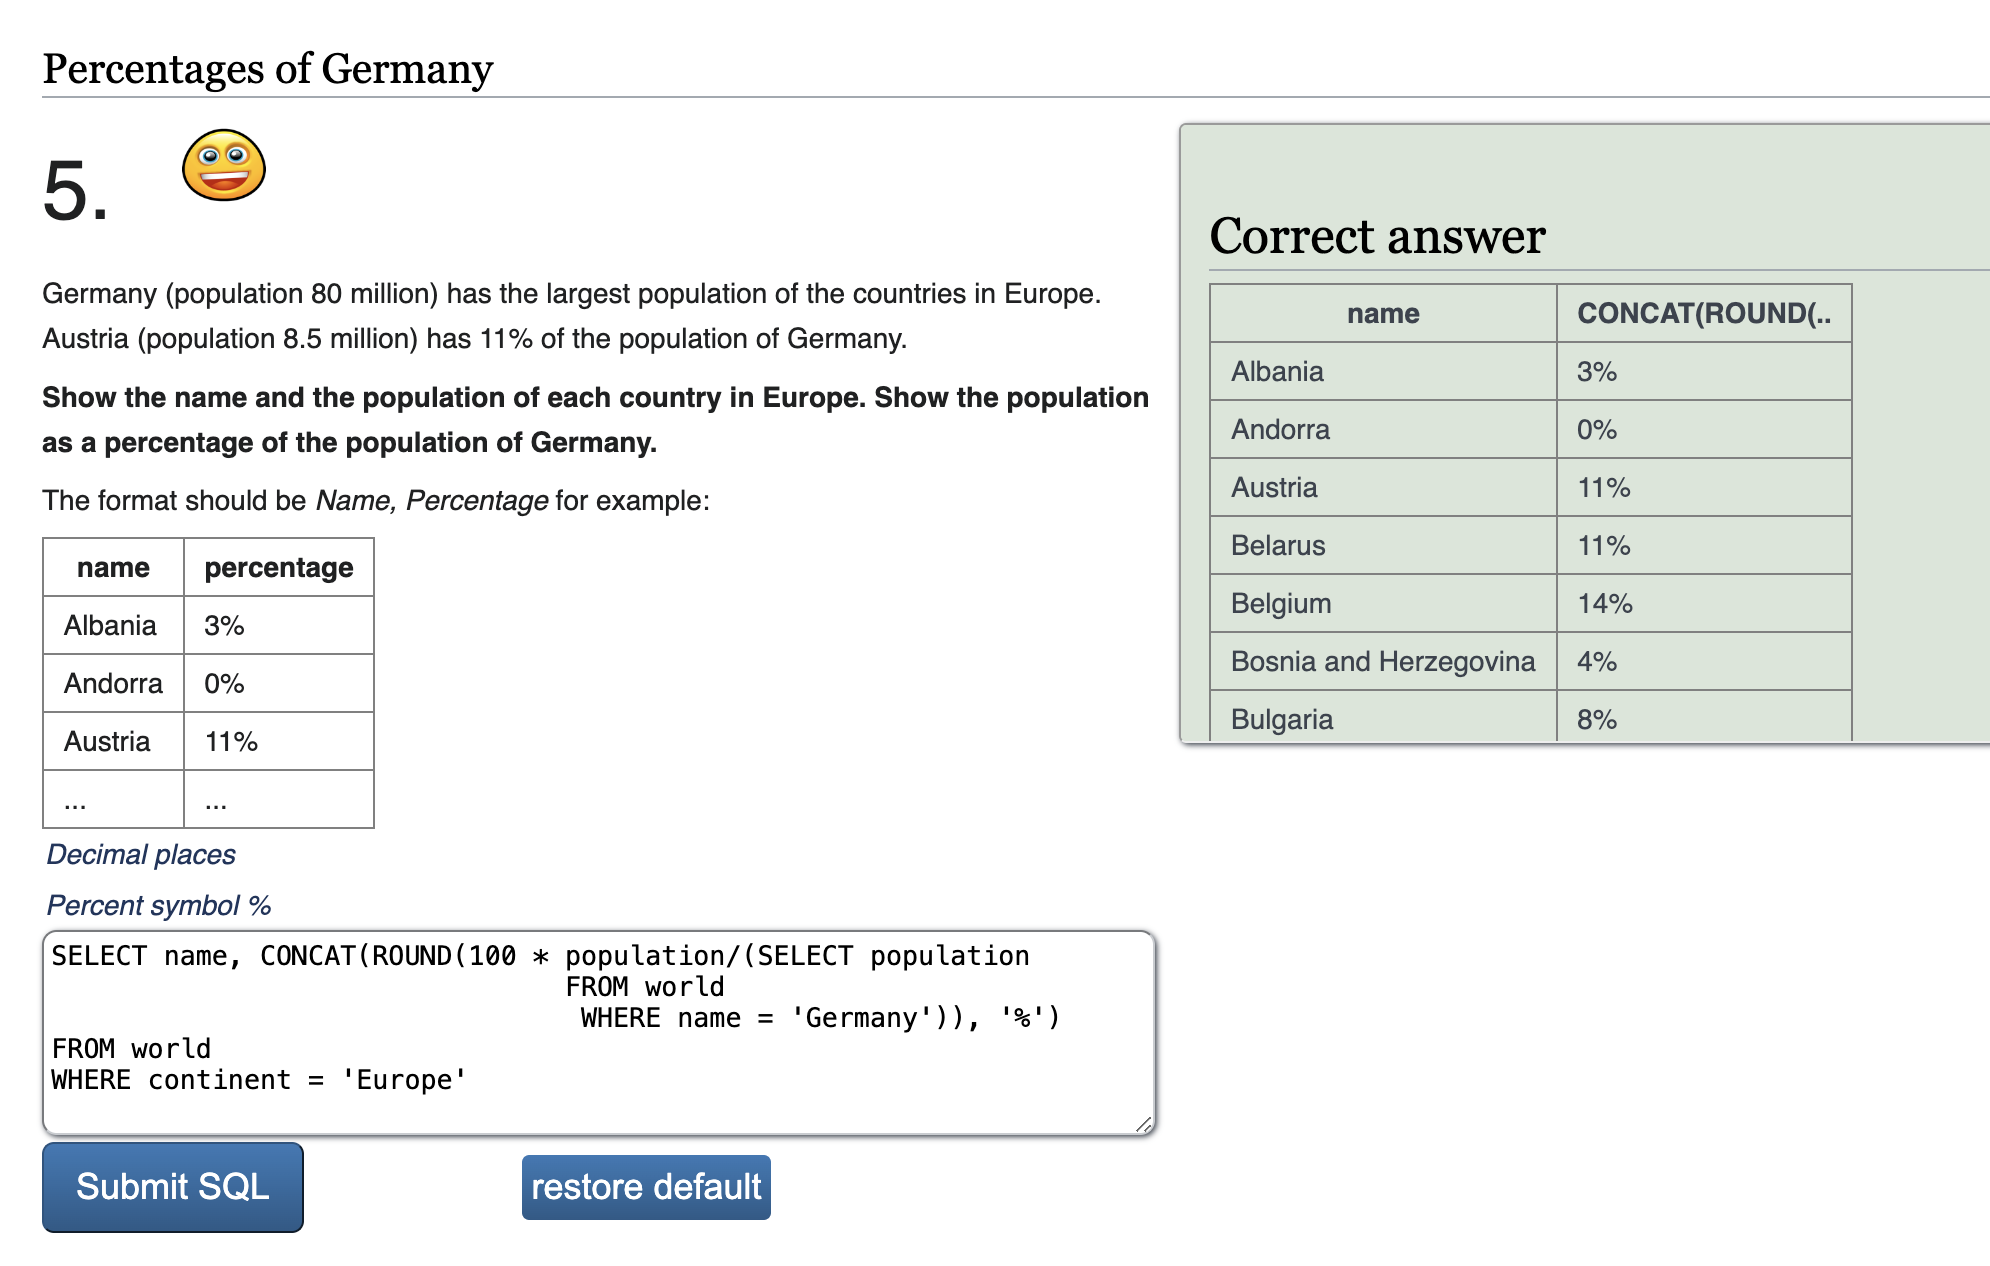 Percentages of Germany
5.
Germany (population 80 million) has the largest population of the countries in Europe.
Austria (population 8.5 million) has 11% of the population of Germany.
Show the name and the population of each country in Europe. Show the population
as a percentage of the population of Germany.
The format should be Name, Percentage for example:
name percentage
Albania 3%
Andorra 0%
Austria 11%
... ...
Decimal places
Percent symbol %
SELECT name, CONCAT(ROUND(100 * population/(SELECT population
FROM world
WHERE name = 'Germany')), '%')
FROM world
WHERE continent = 'Europe'
Submit SQL
restore default
Correct answer
name CONCAT(ROUND(..
Albania 3%
Andorra 0%
Austria 11%
Belarus 11%
Belgium 14%
Bosnia and Herzegovina 4%
Bulgaria 8%